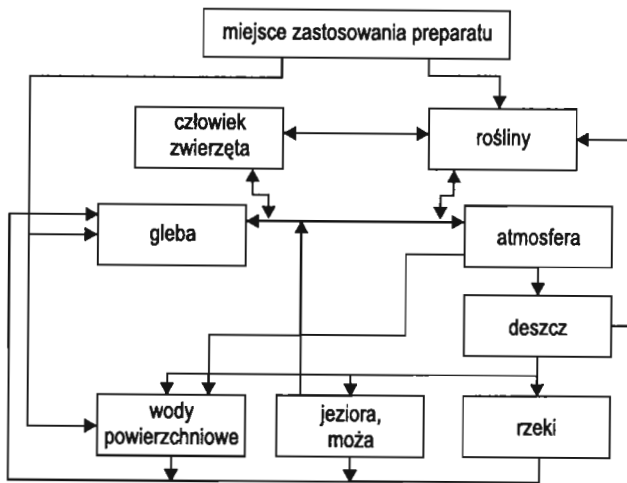 miejsce zastosowania preparatu
człowiek
zwierzęta
rośliny
gleba
atmosfera
deszcz
wody
powierzchniowe
jeziora,
moża
rzeki